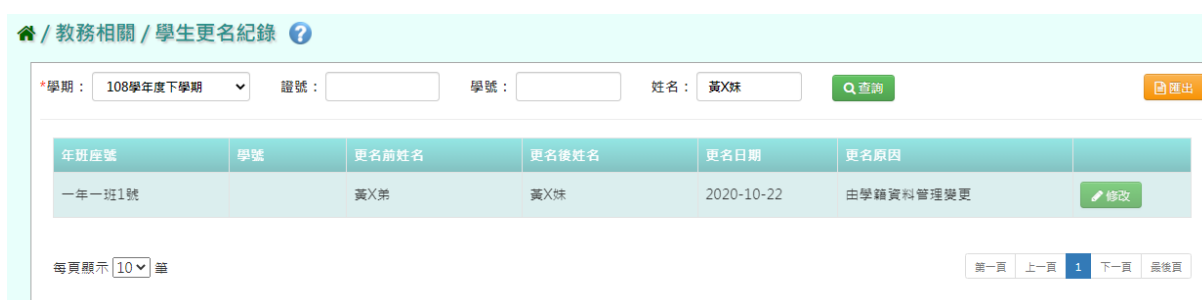 / 教務相關 / 學生更名紀錄 ?
*學期： 108學年度下學期 證號： 學號： 姓名： 黃X妹 查詢 匯出
年班座號 學號 更名前姓名 更名後姓名 更名日期 更名原因
一年一班1號 黃X弟 黃X妹 2020-10-22 由學籍資料管理變更 修改
每頁顯示 10 筆 第一頁 上一頁 1 下一頁 最後頁